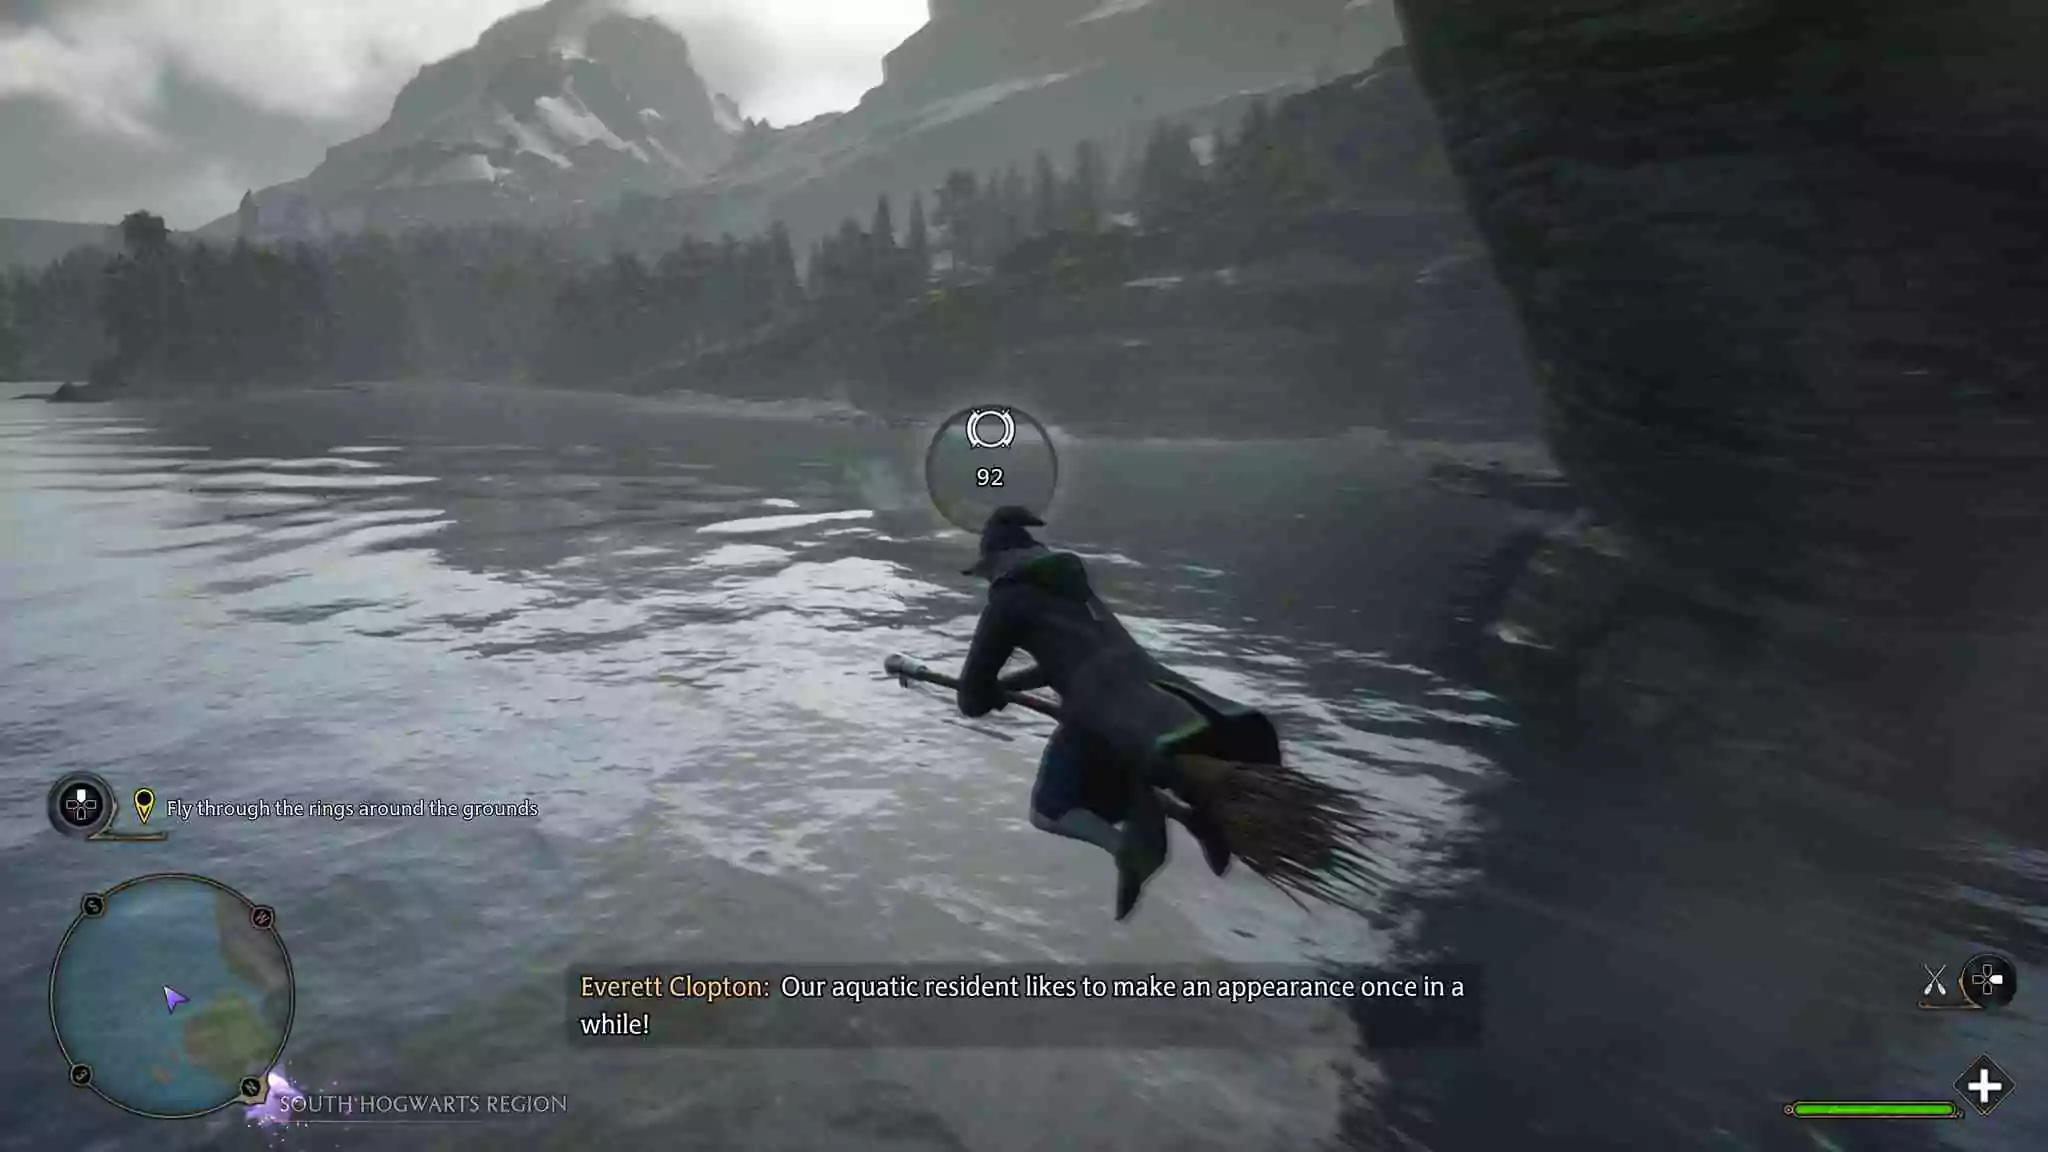 92
Fly through the rings around the grounds
S
W
E
N
Everett Clopton: Our aquatic resident likes to make an appearance once in a
while!
SOUTH HOGWARTS REGION